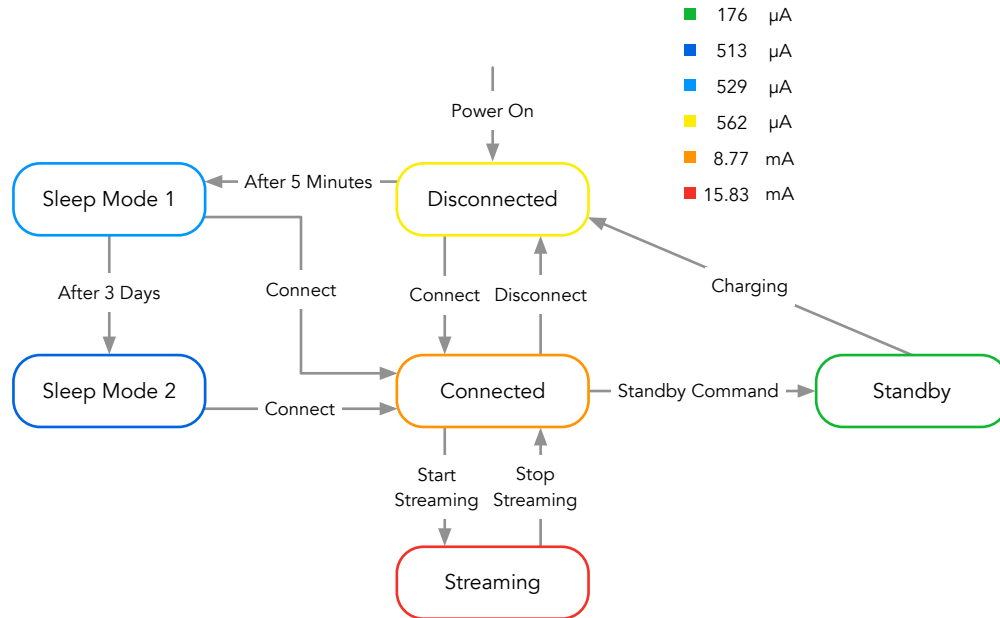 176 µA
513 µA
529 µA
562 µA
8.77 mA
15.83 mA
Power On
Sleep Mode 1
After 5 Minutes
Disconnected
After 3 Days
Connect
Connect
Disconnect
Charging
Sleep Mode 2
Connect
Connected
Standby Command
Standby
Start
Streaming
Stop
Streaming
Streaming